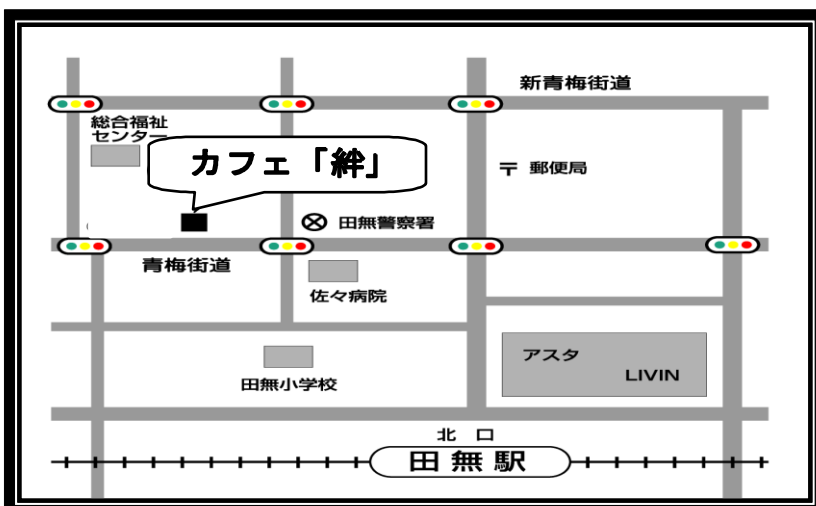 新青梅街道
総合福祉
センター
カフェ「絆」
〒 郵便局
田無警察署
青梅街道
佐々病院
アスタ
LIVIN
田無小学校
北 口
田 無 駅